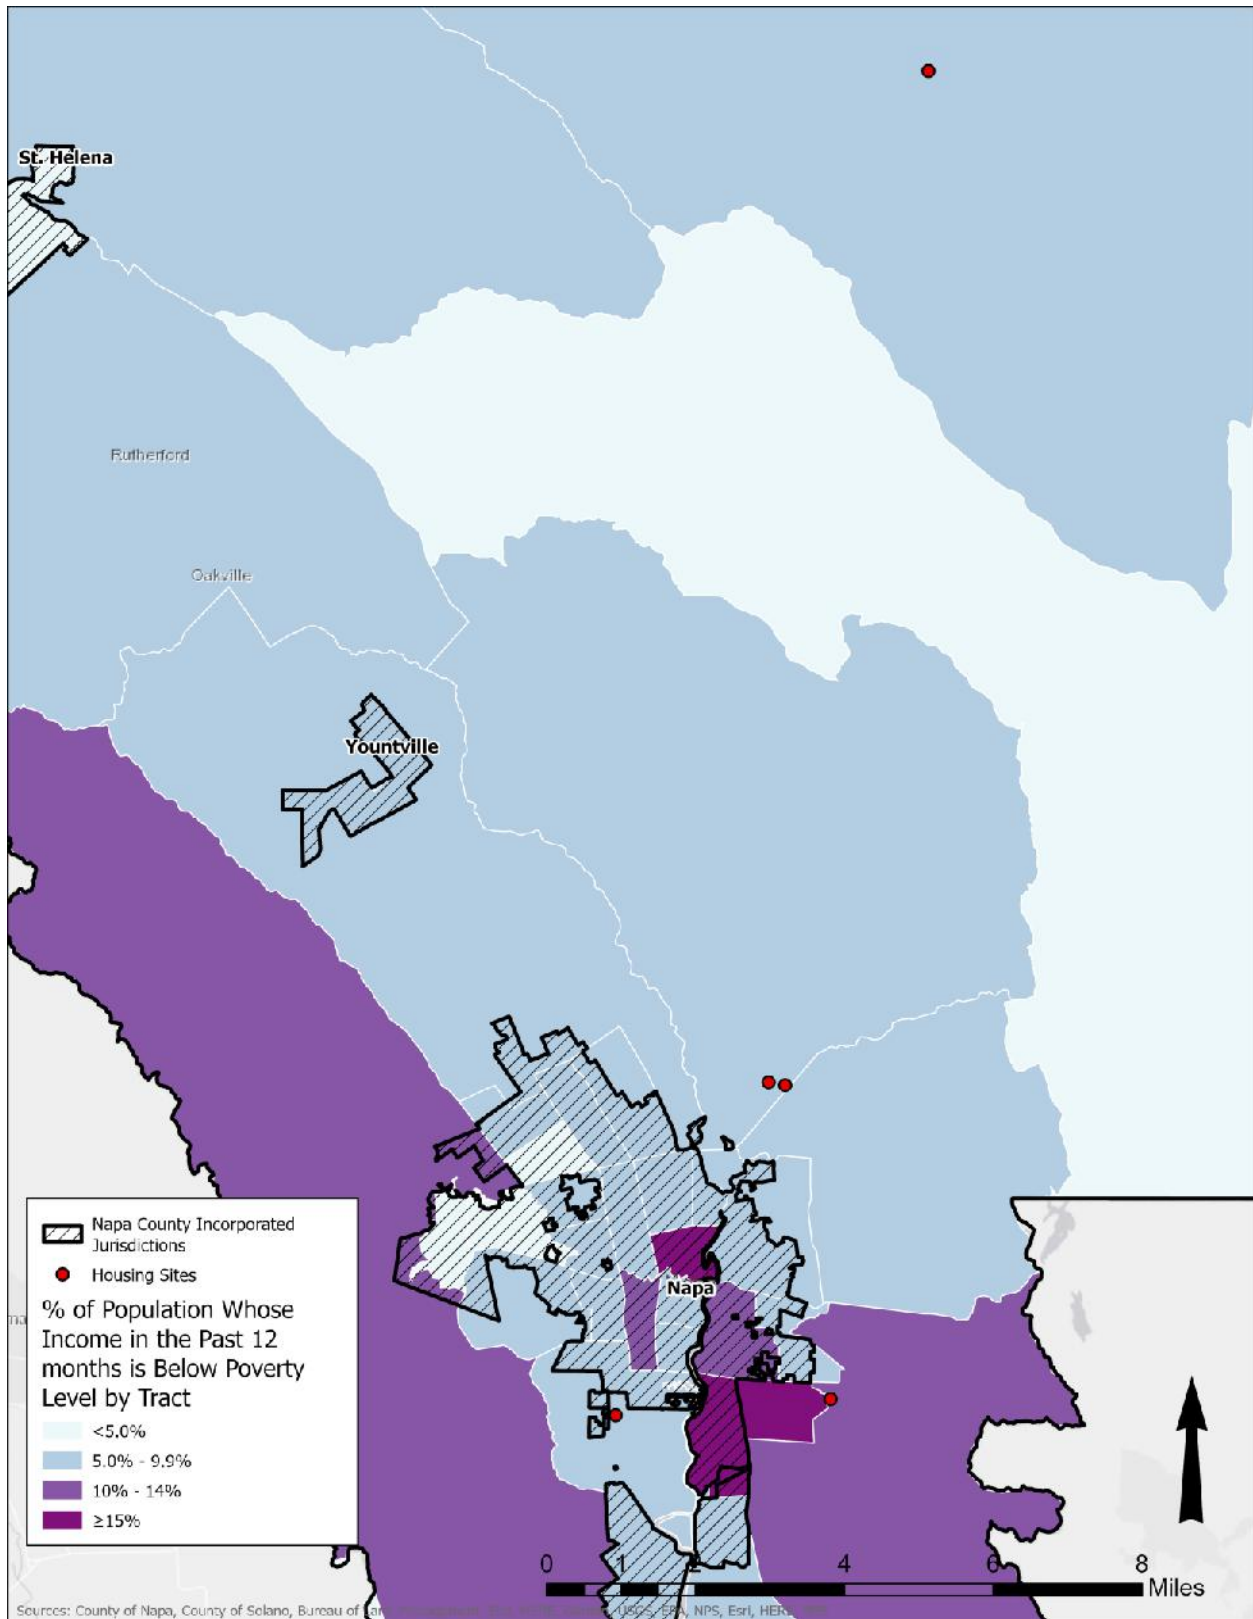 St. Helena
Rutherford
Oakville
Yountville
Napa
Napa County Incorporated
Jurisdictions
Housing Sites
% of Population Whose
Income in the Past 12
months is Below Poverty
Level by Tract
<5.0%
5.0% - 9.9%
10% - 14%
≥15%
0 1 2 4 6 8
Miles
Sources: County of Napa, County of Solano, Bureau of USGS, EPA, NPS, Esri,